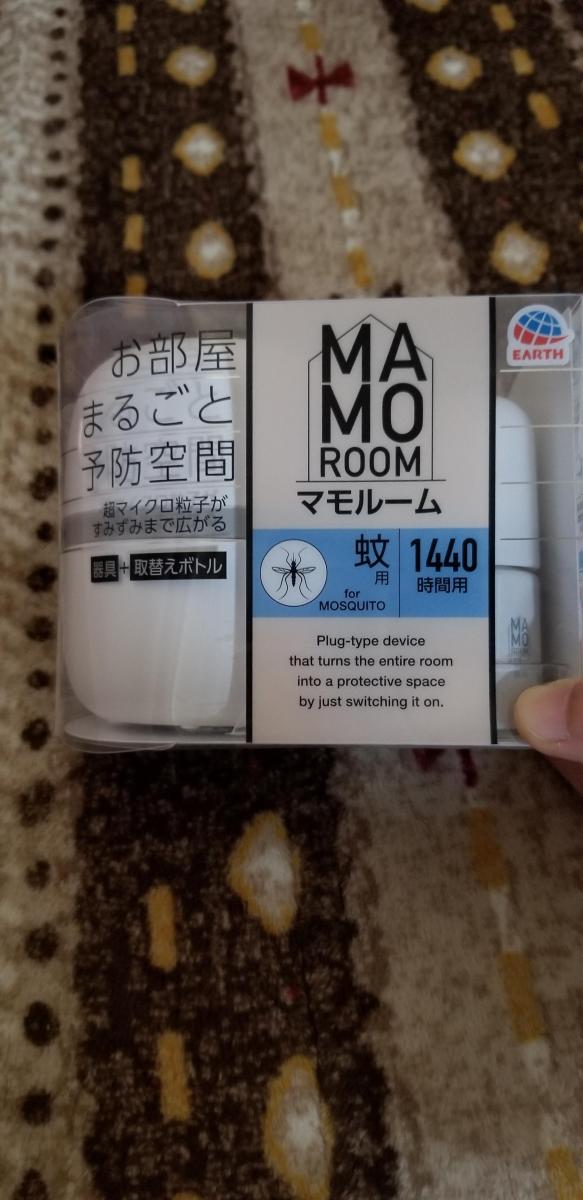 お部屋
まるごと
予防空間
超マイクロ粒子が
すみずみまで広がる
器具+取替えボトル
MA
MO
ROOM
マモルーム
蚊
用
for
MOSQUITO
1440
時間用
Plug-type device
that turns the entire room
into a protective space
by just switching it on.
EARTH
MA
MO
ROOM